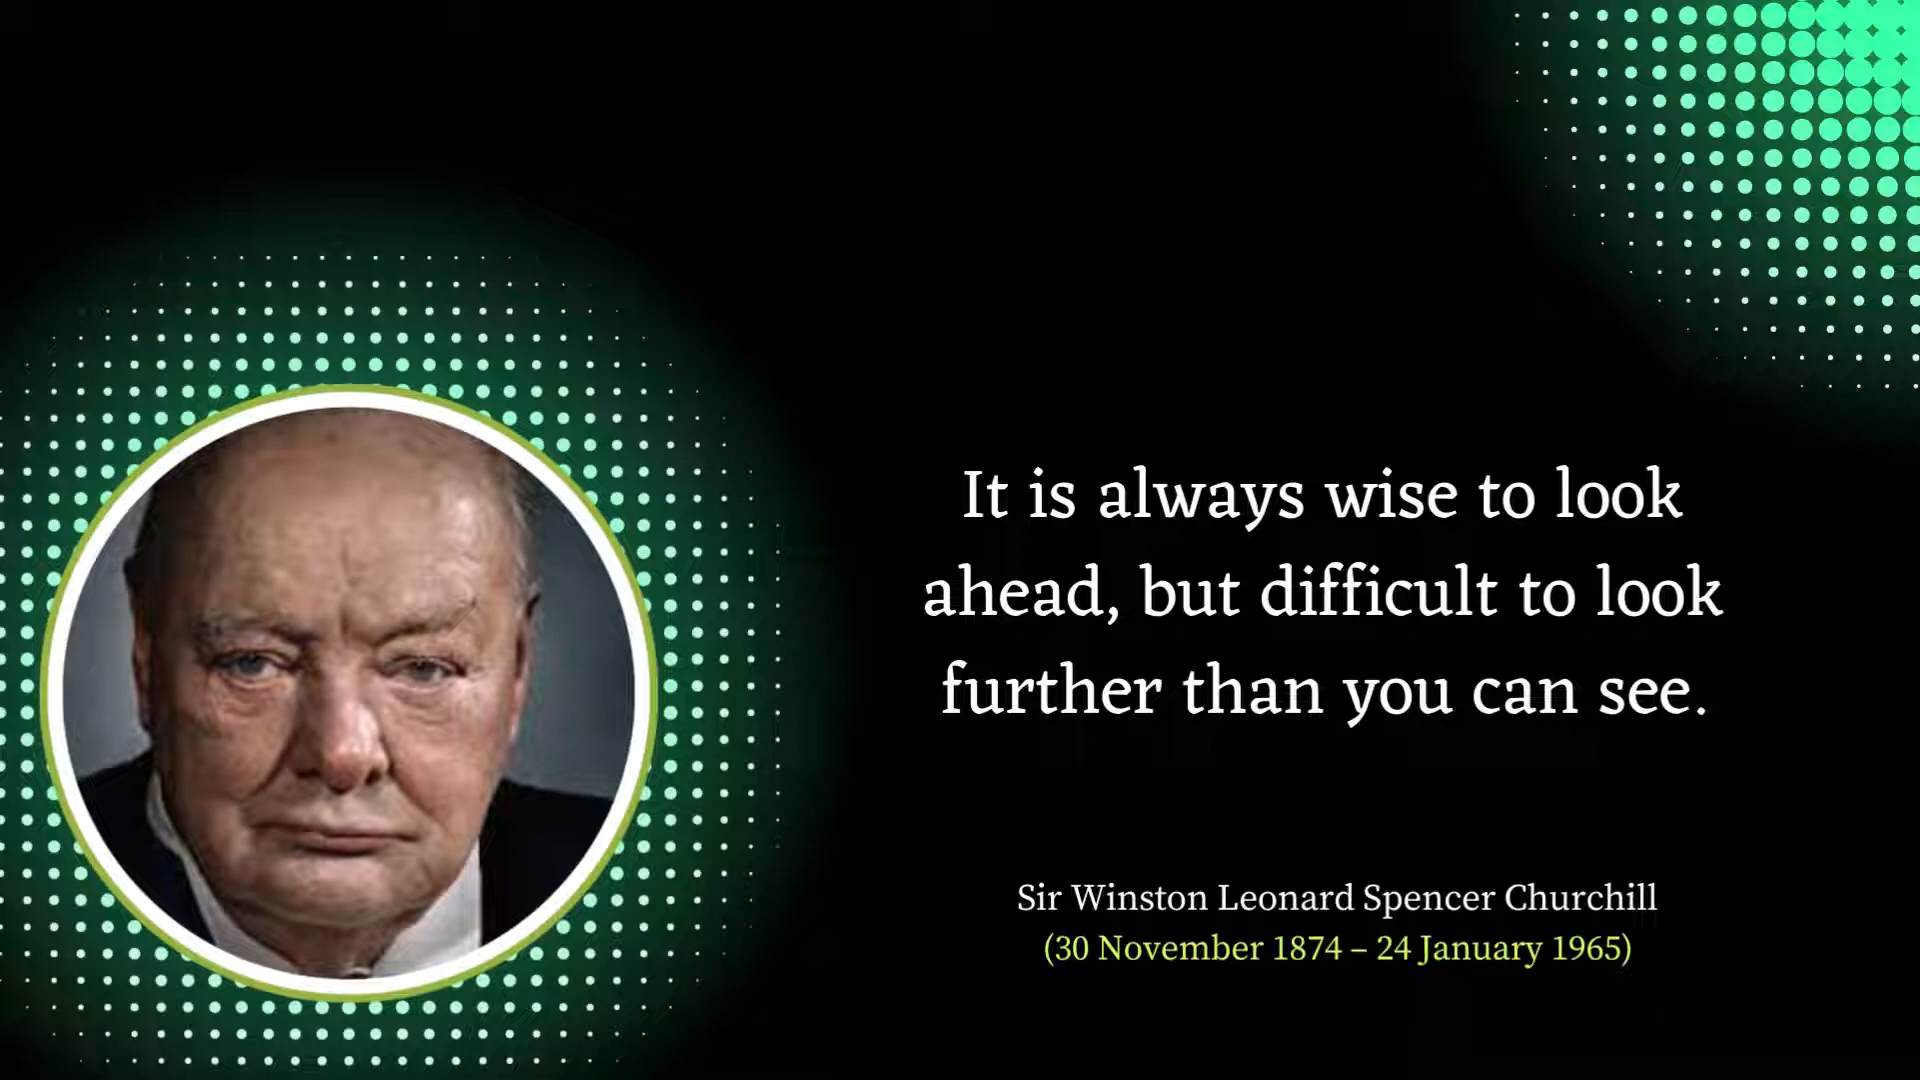 It is always wise to look
ahead, but difficult to look
further than you can see.
Sir Winston Leonard Spencer Churchill
(30 November 1874 – 24 January 1965)